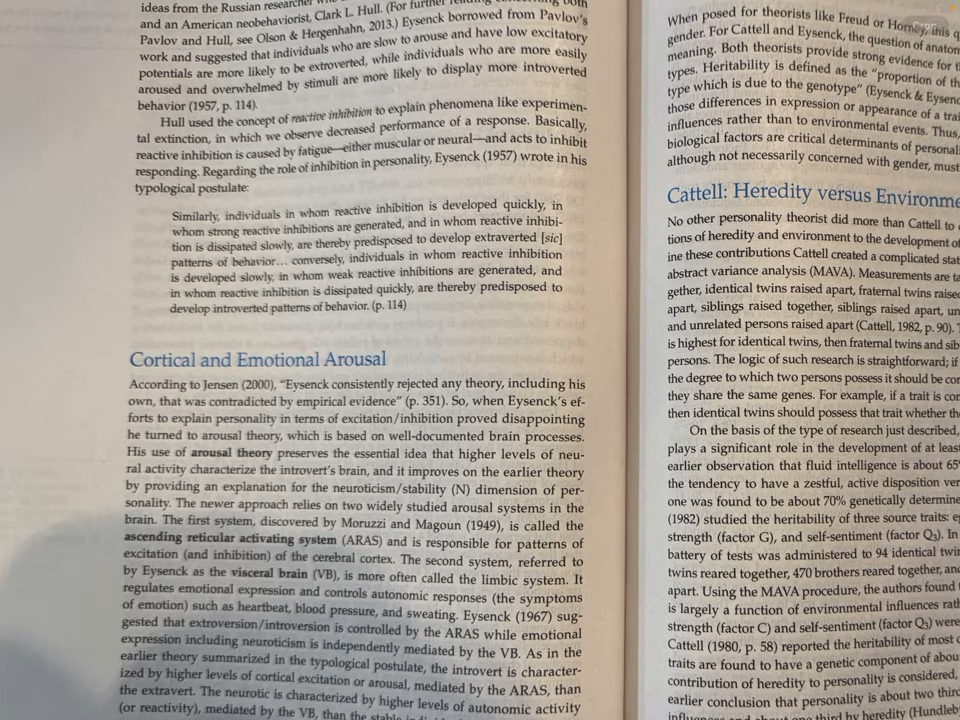 ideas from the Russian researcher
and an American neobehaviorist, Clark L. Hull. (For further both
Pavlov and Hull, see Olson & Hergenhahn, 2013.) Eysenck borrowed from Pavlov's
work and suggested that individuals who are slow to arouse and have low excitatory
potentials are more likely to be extroverted, while individuals who are more easily
aroused and overwhelmed by stimuli are more likely to display more introverted
behavior (1957, p. 114).
Hull used the concept of reactive inhibition to explain phenomena like experimen-
tal extinction, in which we observe decreased performance of a response. Basically,
reactive inhibition is caused by fatigue—either muscular or neural—and acts to inhibit
responding. Regarding the role of inhibition in personality, Eysenck (1957) wrote in his
typological postulate:
Similarly, individuals in whom reactive inhibition is developed quickly, in
whom strong reactive inhibitions are generated, and in whom reactive inhibi-
tion is dissipated slowly, are thereby predisposed to develop extraverted [sic]
patterns of behavior… conversely, individuals in whom reactive inhibition
is developed slowly, in whom weak reactive inhibitions are generated, and
in whom reactive inhibition is dissipated quickly, are thereby predisposed to
develop introverted patterns of behavior. (p. 114)
Cortical and Emotional Arousal
According to Jensen (2000), "Eysenck consistently rejected any theory, including his
own, that was contradicted by empirical evidence" (p. 351). So, when Eysenck's ef-
forts to explain personality in terms of excitation/inhibition proved disappointing
he turned to arousal theory, which is based on well-documented brain processes.
His use of arousal theory preserves the essential idea that higher levels of neu-
ral activity characterize the introvert's brain, and it improves on the earlier theory
by providing an explanation for the neuroticism/stability (N) dimension of per-
sonality. The newer approach relies on two widely studied arousal systems in the
brain. The first system, discovered by Moruzzi and Magoun (1949), is called the
ascending reticular activating system (ARAS) and is responsible for patterns of
excitation (and inhibition) of the cerebral cortex. The second system, referred to
by Eysenck as the visceral brain (VB), is more often called the limbic system. It
regulates emotional expression and controls autonomic responses (the symptoms
of emotion) such as heartbeat, blood pressure, and sweating. Eysenck (1967) sug-
gested that extroversion/introversion is controlled by the ARAS while emotional
expression including neuroticism is independently mediated by the VB. As in the
earlier theory summarized in the typological postulate, the introvert is character-
ized by higher levels of cortical excitation or arousal, mediated by the ARAS, than
the extravert. The neurotic is characterized by higher levels of autonomic activity
(or reactivity), mediated by the VB, than the stable
When posed for theorists like Freud or Horney, this
gender. For Cattell and Eysenck, the question of anatom
meaning. Both theorists provide strong evidence for
types. Heritability is defined as the "proportion of th
type which is due to the genotype" (Eysenck & Eysenc
those differences in expression or appearance of a trai
influences rather than to environmental events. Thus,
biological factors are critical determinants of personal
although not necessarily concerned with gender, must
Cattell: Heredity versus Environme
No other personality theorist did more than Cattell to
tions of heredity and environment to the development of
ine these contributions Cattell created a complicated stat
abstract variance analysis (MAVA). Measurements are ta
gether, identical twins raised apart, fraternal twins raise
apart, siblings raised together, siblings raised apart, un
and unrelated persons raised apart (Cattell, 1982, p. 90).
is highest for identical twins, then fraternal twins and sib
persons. The logic of such research is straightforward; if
the degree to which two persons possess it should be cor
they share the same genes. For example, if a trait is com
then identical twins should possess that trait whether th
On the basis of the type of research just described,
plays a significant role in the development of at least
earlier observation that fluid intelligence is about 65
the tendency to have a zestful, active disposition ver
one was found to be about 70% genetically determine
(1982) studied the heritability of three source traits: e
strength (factor G), and self-sentiment (factor Q3). In
battery of tests was administered to 94 identical twin
twins reared together, 470 brothers reared together, and
apart. Using the MAVA procedure, the authors found
is largely a function of environmental influences rath
strength (factor C) and self-sentiment (factor Q3) were
Cattell (1980, p. 58) reported the heritability of most
traits are found to have a genetic component of abou
contribution of heredity to personality is considered,
earlier conclusion that personality is about two third
third by heredity (Hundleb